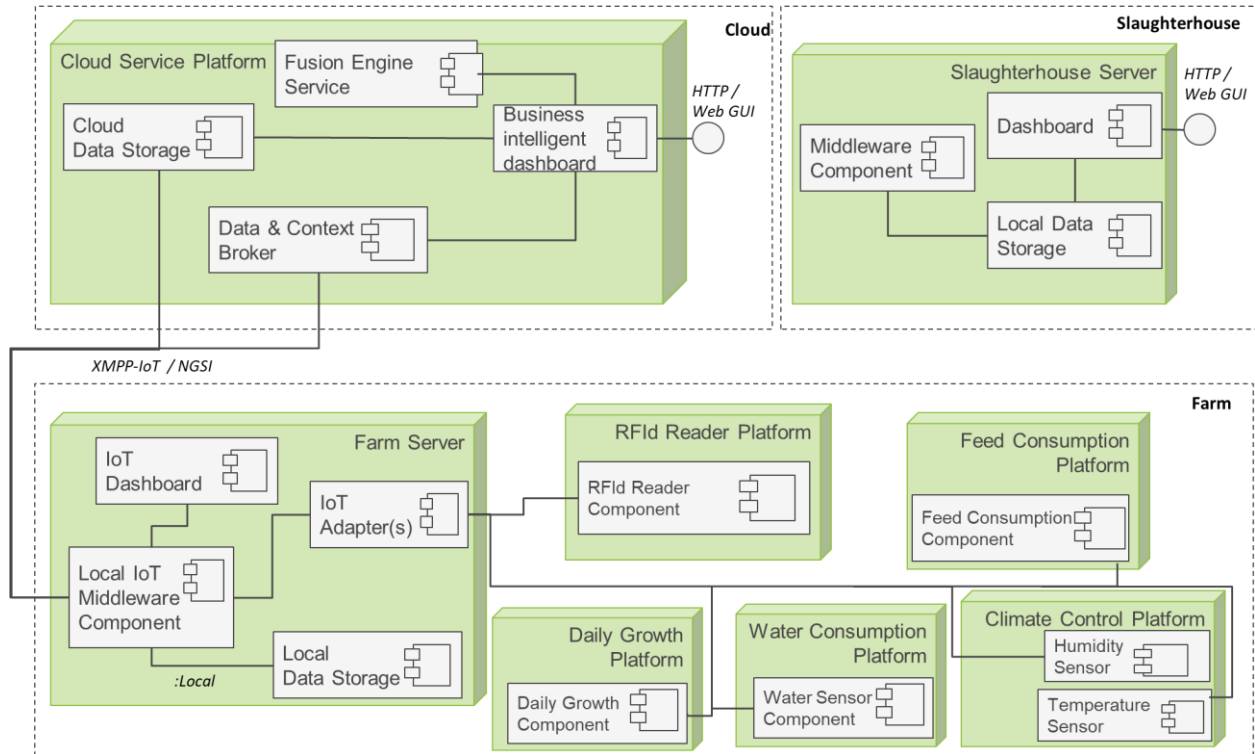 Cloud
Cloud Service Platform
Fusion Engine
Service
Cloud
Data Storage
Business
intelligent
dashboard
HTTP /
Web GUI
Data & Context
Broker
Slaughterhouse
Slaughterhouse Server
HTTP /
Web GUI
Dashboard
Middleware
Component
Local Data
Storage
XMPP-IoT / NGSI
Farm
Farm Server
IoT
Dashboard
IoT
Adapter(s)
Local IoT
Middleware
Component
Local
Data Storage
:Local
RFId Reader Platform
RFId Reader
Component
Feed Consumption
Platform
Feed Consumption
Component
Daily Growth
Platform
Daily Growth
Component
Water Consumption
Platform
Water Sensor
Component
Climate Control Platform
Humidity
Sensor
Temperature
Sensor